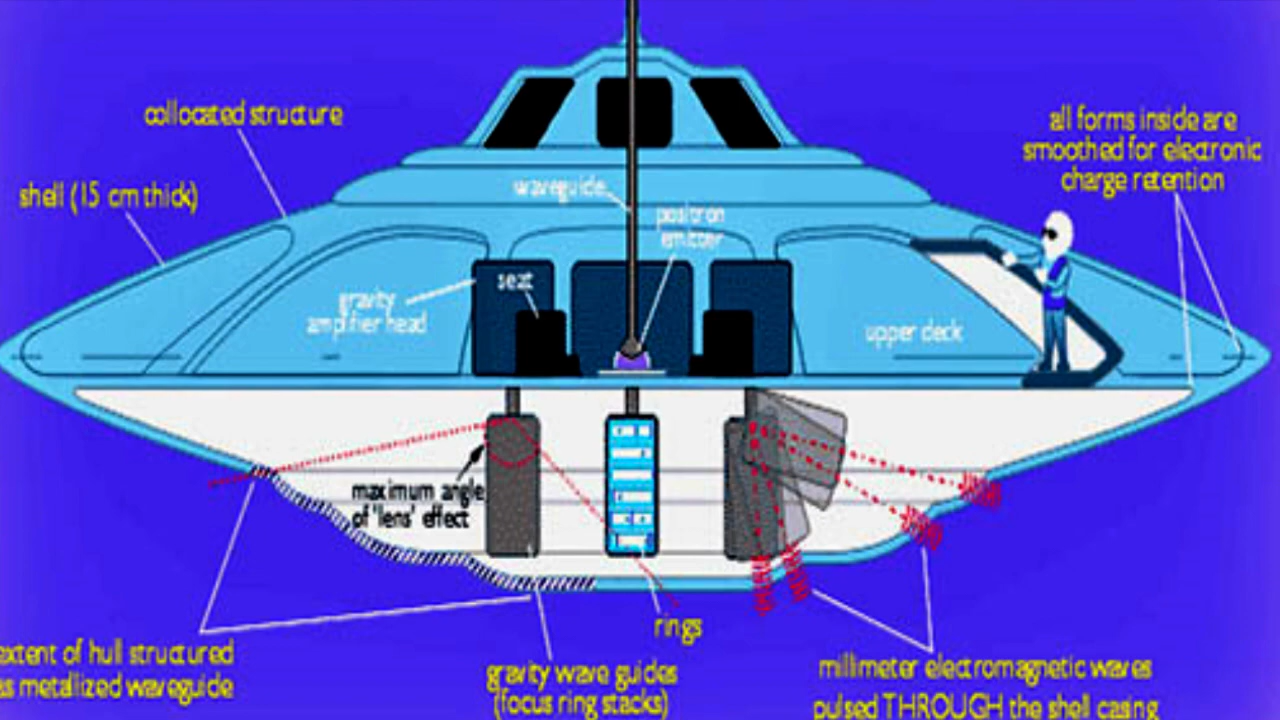 collocated structure
shell (15 cm thick)
all forms inside are
smoothed for electronic
charge retention
waveguide
positron
emitter
seat
gravity
amplifier head
upper deck
maximum angle
of 'lens' effect
rings
extent of hull structured
as metallized waveguide
gravity wave guides
(focus ring stacks)
millimeter electromagnetic waves
pulsed THROUGH the shell casing